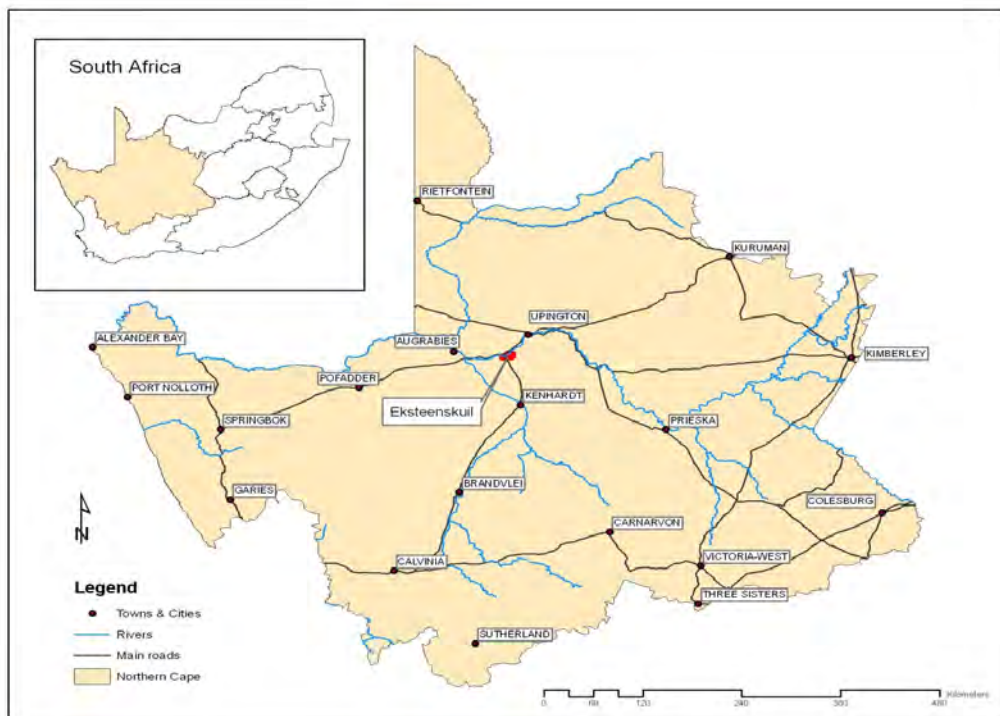 South Africa
RIETFONTEIN
KURUMAN
UPINGTON
ALEXANDER BAY
AUGRABIES
KIMBERLEY
POFADDER
PORT NOLLOTH
KENHARDT
Eksteenskuil
SPRINGBOK
PRIESKA
BRANDVLEI
GARIES
COLESBURG
CARNARVON
N
CALVINIA
VICTORIA-WEST
Legend
THREE SISTERS
Towns & Cities
Rivers
SUTHERLAND
Main roads
Northern Cape
Kilometers
0 60 120 240 360 480